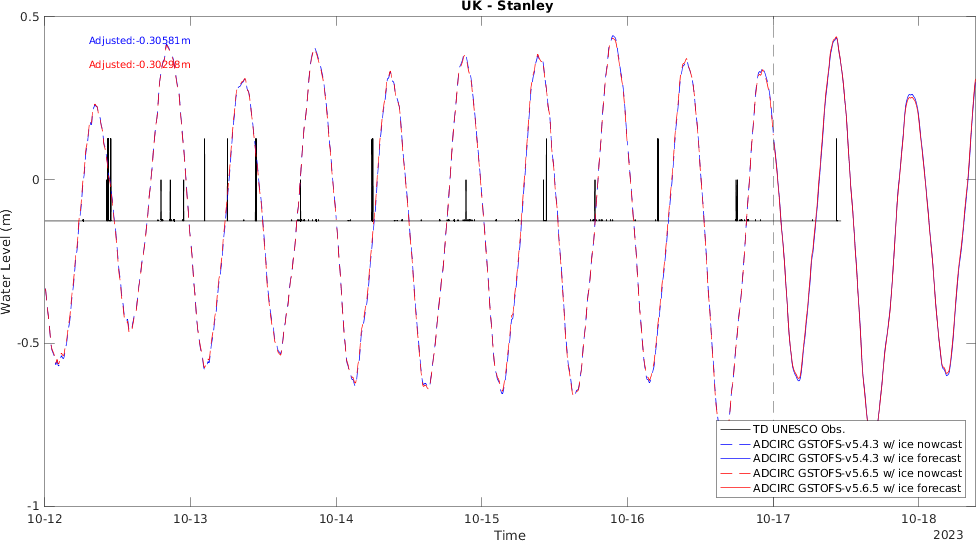 UK - Stanley
Adjusted:-0.30581m
Adjusted:-0.30298m
0.5
0
-0.5
-1
Water Level (m)
TD UNESCO Obs.
ADCIRC GSTOFS-v5.4.3 w/ ice nowcast
ADCIRC GSTOFS-v5.4.3 w/ ice forecast
ADCIRC GSTOFS-v5.6.5 w/ ice nowcast
ADCIRC GSTOFS-v5.6.5 w/ ice forecast
10-12 10-13 10-14 10-15 10-16 10-17 10-18
Time
2023